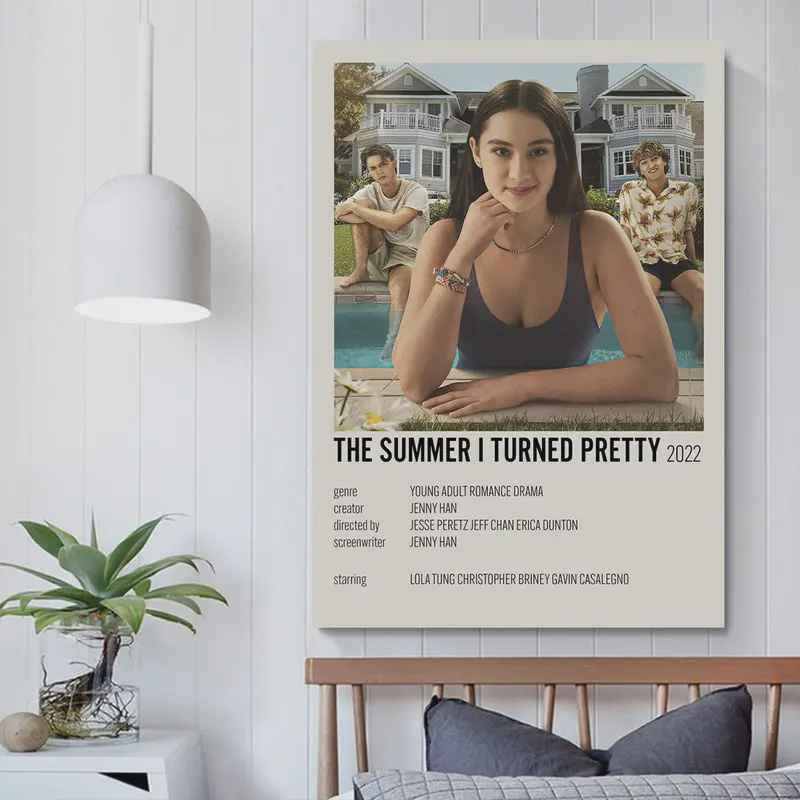 THE SUMMER I TURNED PRETTY 2022
genre YOUNG ADULT ROMANCE DRAMA
creator JENNY HAN
directed by JESSE PERETZ JEFF CHAN ERICA DUNTON
screenwriter JENNY HAN
starring LOLA TUNG CHRISTOPHER BRINEY GAVIN CASALEGNO